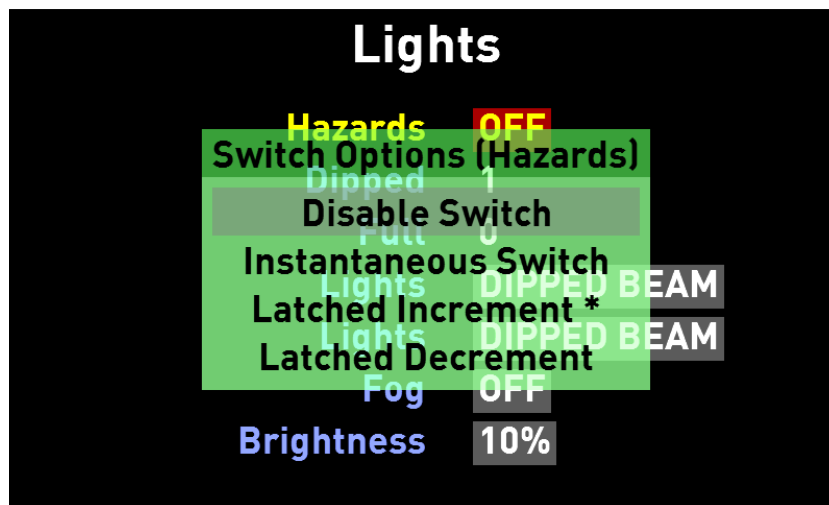 Lights
Hazards OFF
Switch Options (Hazards)
Dipped 1
Disable Switch
Full 0
Instantaneous Switch
Lights DIPPED BEAM
Latched Increment *
Lights DIPPED BEAM
Latched Decrement
Fog OFF
Brightness 10%